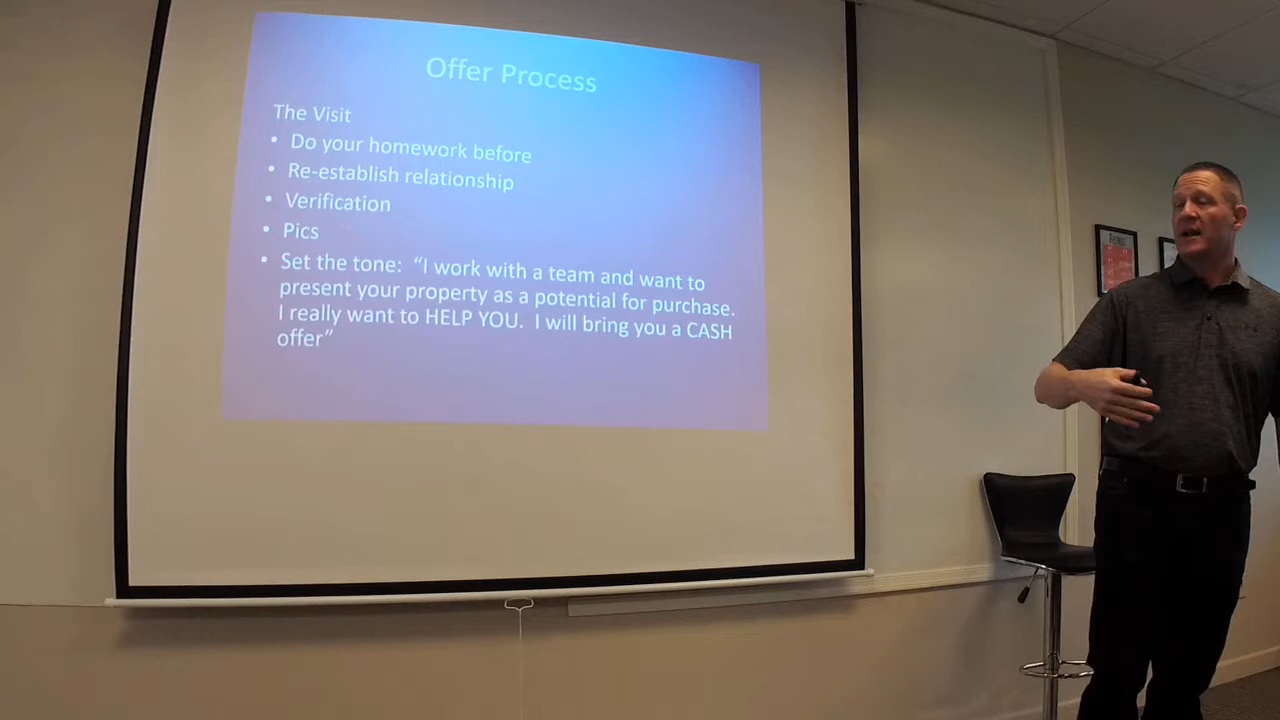 Offer Process
The Visit
• Do your homework before
• Re-establish relationship
• Verification
• Pics
• Set the tone: “I work with a team and want to
present your property as a potential for purchase.
I really want to HELP YOU. I will bring you a CASH
offer”